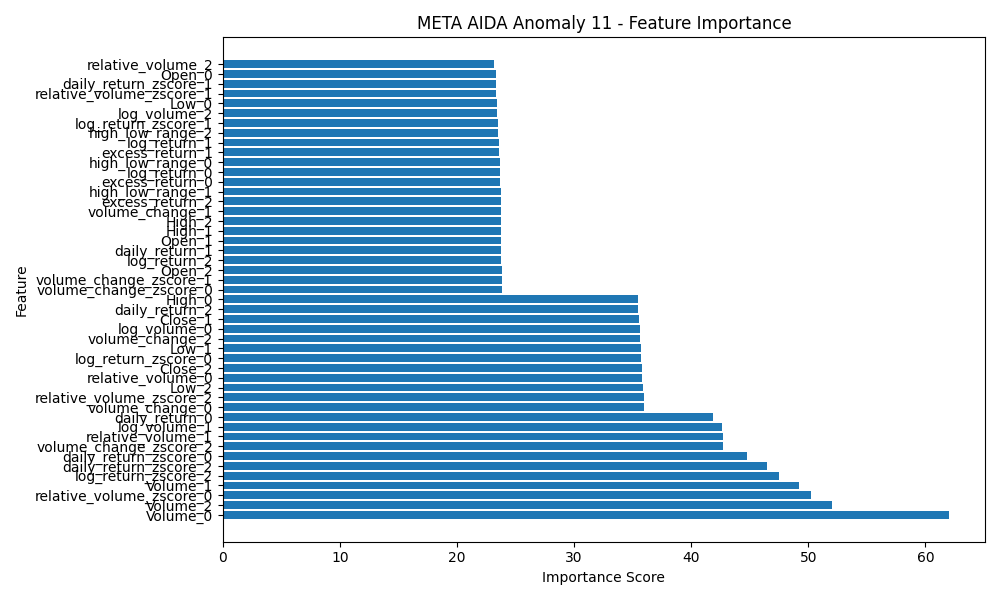 META AIDA Anomaly 11 - Feature Importance
relative_volume_2
Open_0
daily_return_zscore_1
relative_volume_zscore_1
Low_0
log_volume_2
log_return_zscore_1
high_low_range_2
log_return_1
excess_return_1
high_low_range_0
log_return_0
excess_return_0
high_low_range_1
excess_return_2
volume_change_1
High_2
High_1
Open_1
daily_return_1
log_return_2
Open_2
volume_change_zscore_1
volume_change_zscore_0
High_0
daily_return_2
Close_1
log_volume_0
volume_change_2
Low_1
log_return_zscore_0
Close_2
relative_volume_0
Low_2
relative_volume_zscore_2
volume_change_0
daily_return_0
log_volume_1
relative_volume_1
volume_change_zscore_2
daily_return_zscore_0
daily_return_zscore_2
log_return_zscore_2
Volume_1
relative_volume_zscore_0
Volume_2
Volume_0
Feature
0 10 20 30 40 50 60
Importance Score